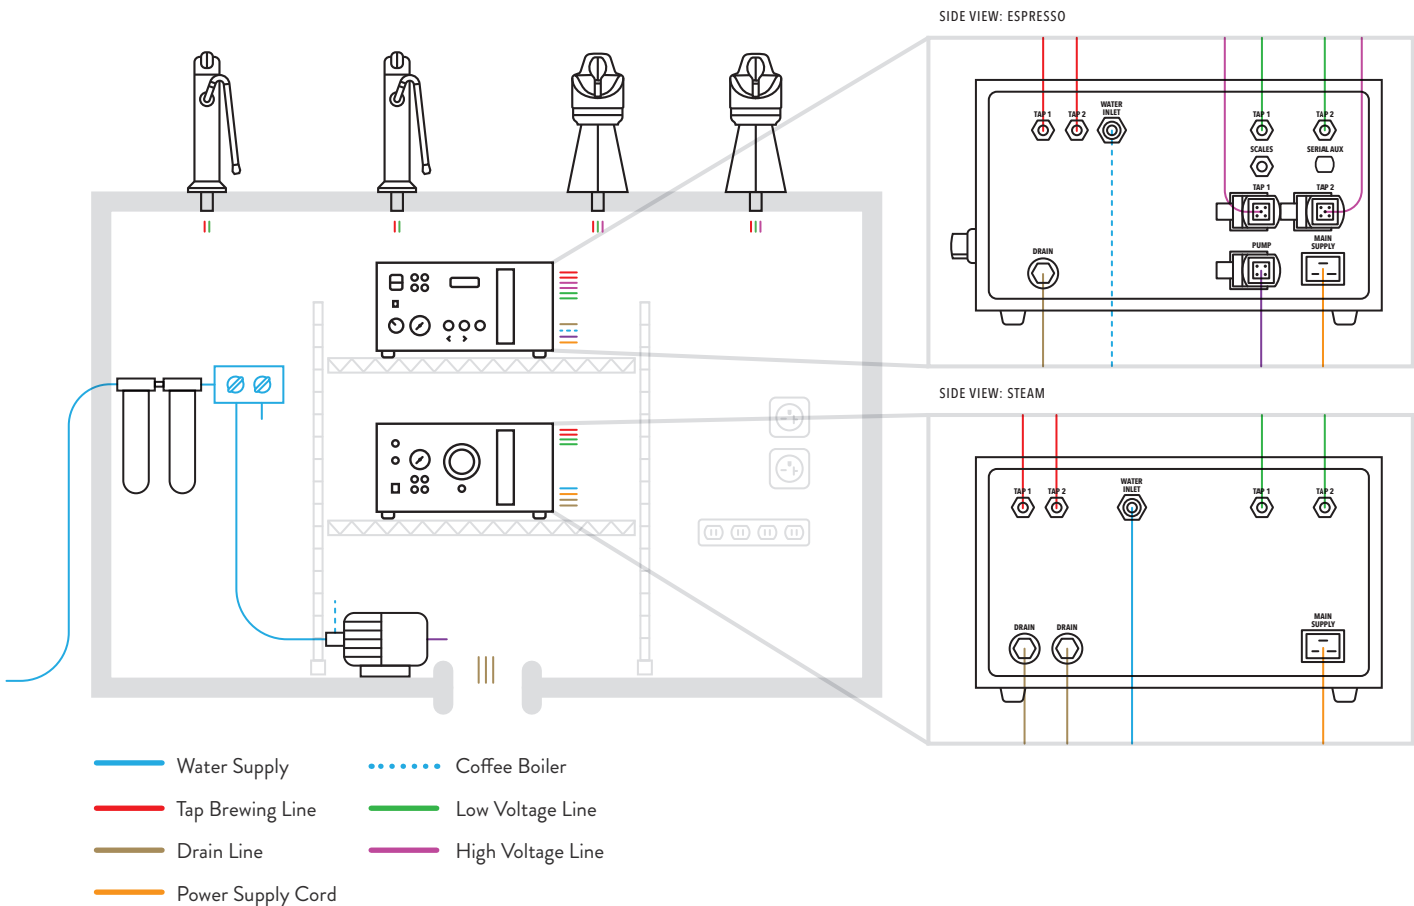 SIDE VIEW: ESPRESSO
TAP 1
TAP 2
WATER
INLET
TAP 1
TAP 2
SCALES
SERIAL AUX
TAP 1
TAP 2
DRAIN
PUMP
MAIN
SUPPLY
SIDE VIEW: STEAM
TAP 1
TAP 2
WATER
INLET
TAP 1
TAP 2
DRAIN
DRAIN
MAIN
SUPPLY
Water Supply
Coffee Boiler
Tap Brewing Line
Low Voltage Line
Drain Line
High Voltage Line
Power Supply Cord